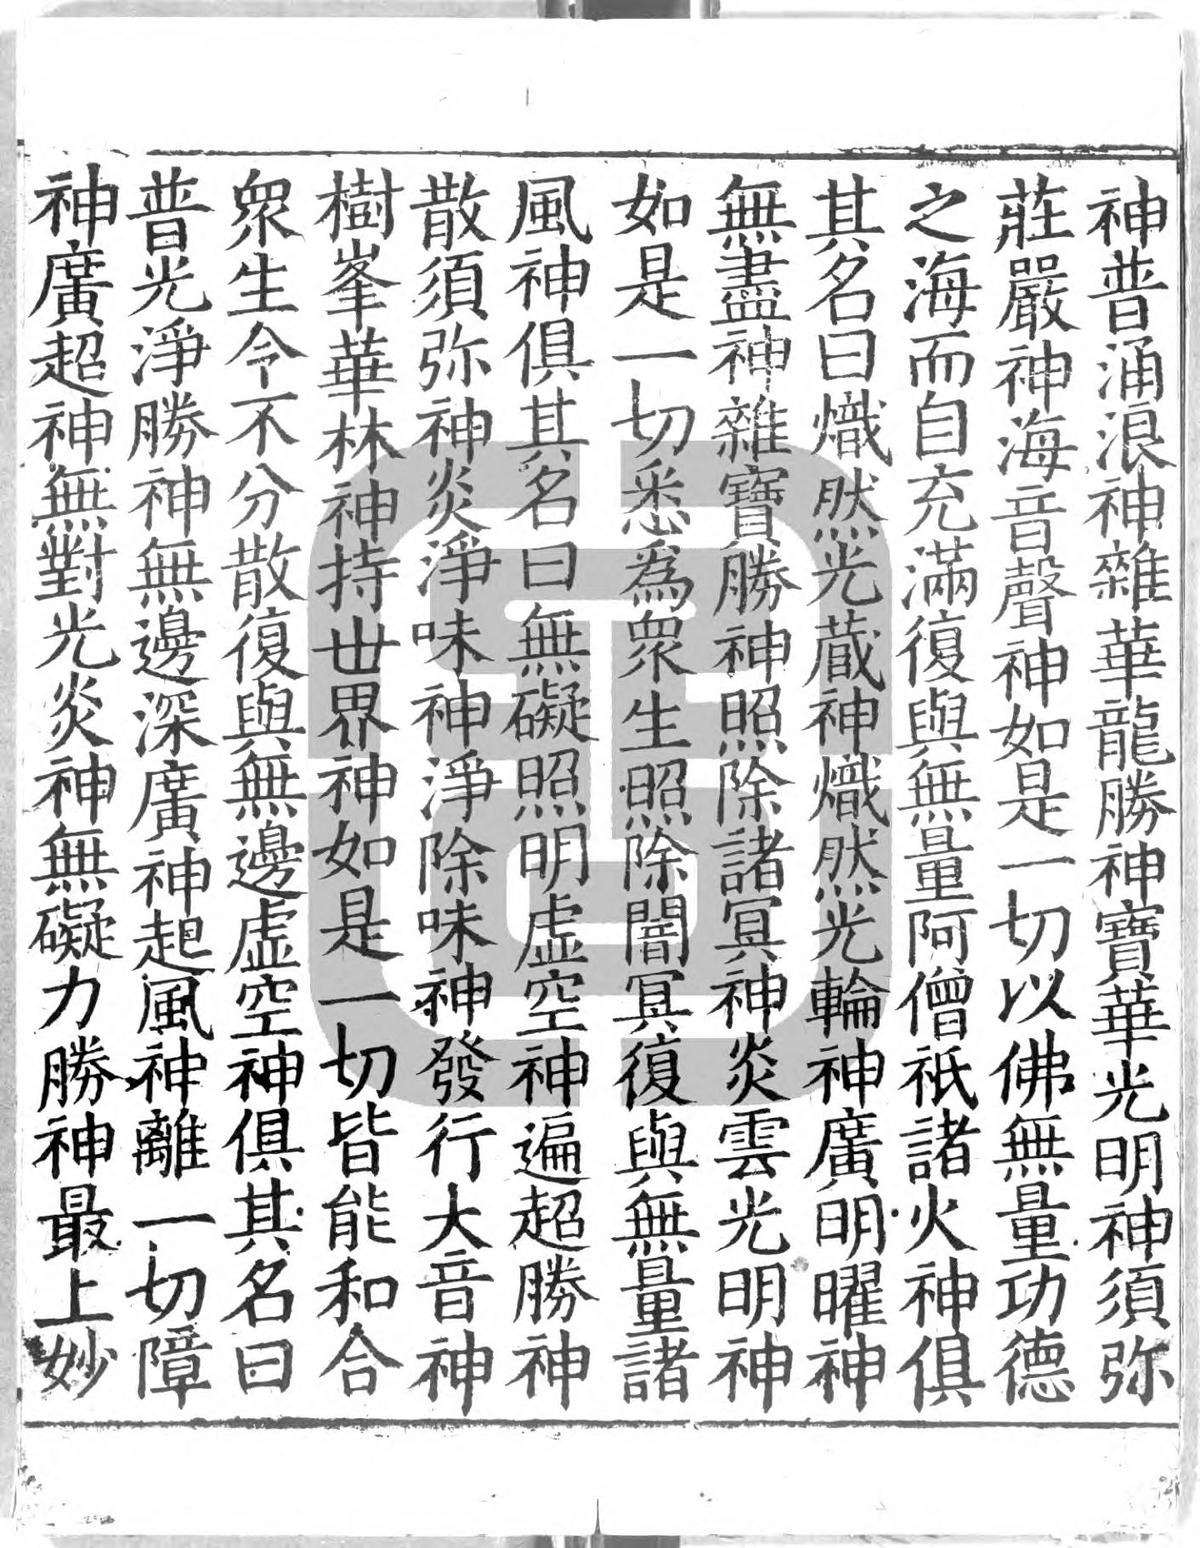 神普涌浪神雜華龍勝神寶華光明神須弥
莊嚴神海音聲神如是一切以佛無量功德
之海而自充滿復與無量阿僧祇諸火神俱
其名曰熾然光蔵神熾然光輪神廣明曜神
無盡神雜寶勝神照除諸冥神炎雲光明神
如是一切悉為衆生照除闇冥復與無量諸
風神俱其名曰無礙照明虛空神遍超勝神
散須弥神炎淨味神淨除味神發行大音神
樹峯華林神持世界神如是一切皆能和合
衆生令不分散復與無邊虛空神俱其名曰
普光淨勝神無邊深廣神起風神離一切障
神廣超神無對光炎神無礙力勝神最上妙